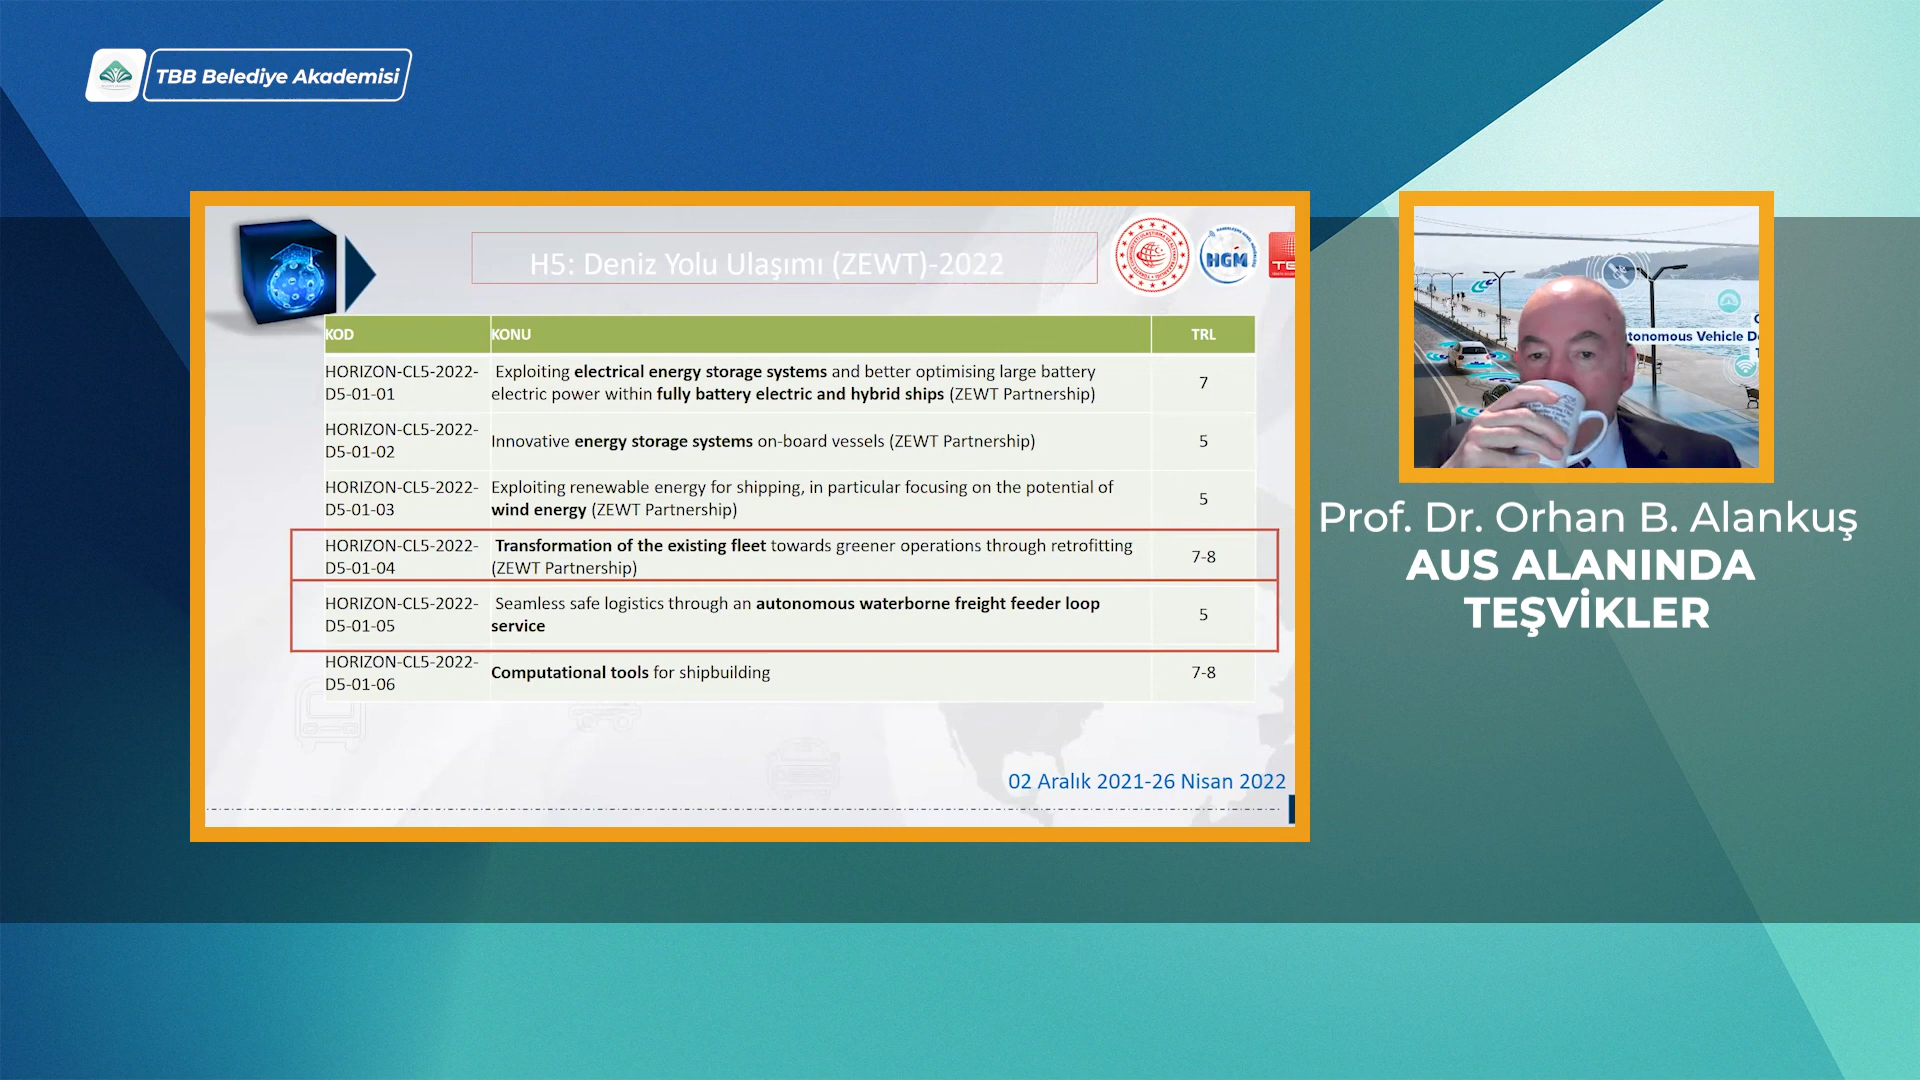 TBB Belediye Akademisi
H5: Deniz Yolu Ulaşımı (ZEWT)-2022
HGM
KOD KONU TRL
HORIZON-CL5-2022-D5-01-01 Exploiting electrical energy storage systems and better optimising large battery electric power within fully battery electric and hybrid ships (ZEWT Partnership) 7
HORIZON-CL5-2022-D5-01-02 Innovative energy storage systems on-board vessels (ZEWT Partnership) 5
HORIZON-CL5-2022-D5-01-03 Exploiting renewable energy for shipping, in particular focusing on the potential of wind energy (ZEWT Partnership) 5
HORIZON-CL5-2022-D5-01-04 Transformation of the existing fleet towards greener operations through retrofitting (ZEWT Partnership) 7-8
HORIZON-CL5-2022-D5-01-05 Seamless safe logistics through an autonomous waterborne freight feeder loop service 5
HORIZON-CL5-2022-D5-01-06 Computational tools for shipbuilding 7-8
02 Aralık 2021-26 Nisan 2022
tonomous Vehicle D
Prof. Dr. Orhan B. Alankuş
AUS ALANINDA
TEŞVİKLER